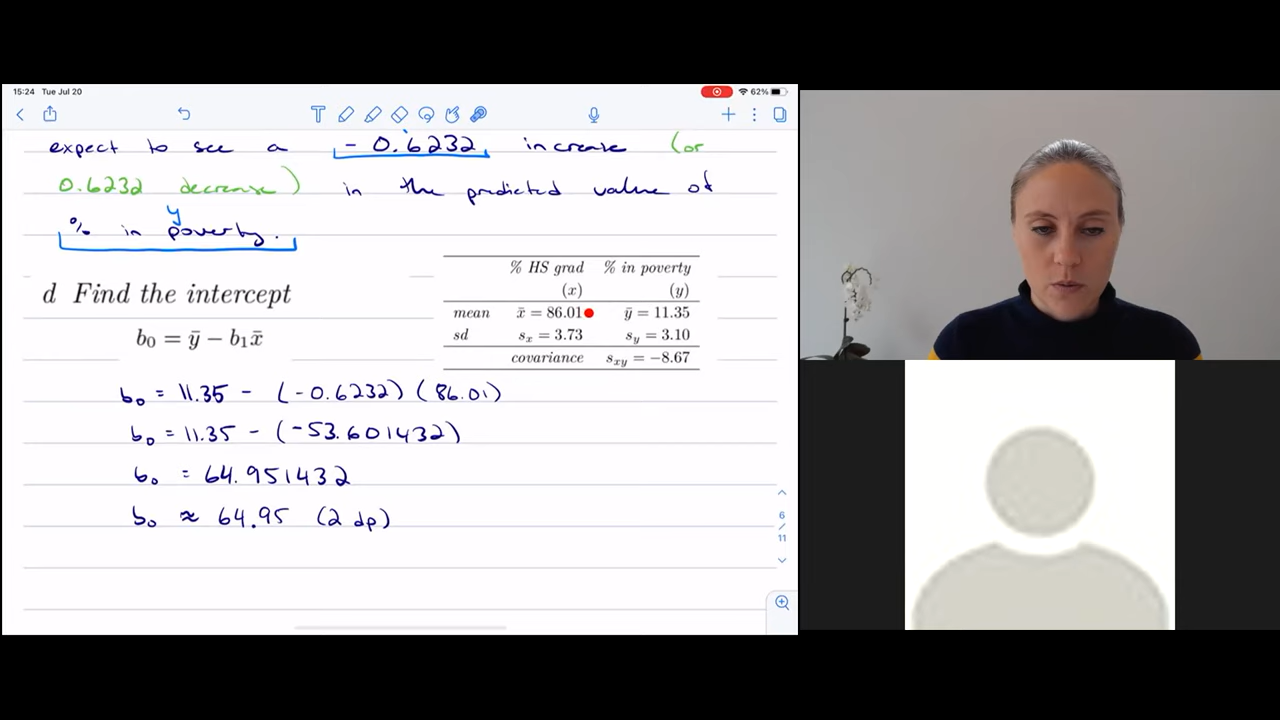 15:24 Tue Jul 20
62%
expect to see a - 0.6232 increase (or
0.6232 decrease) in the predicted value of
y
% in poverty.
d Find the intercept
b₀ = ȳ − b₁x̄
% HS grad % in poverty
(x) (y)
mean x̄ = 86.01 ȳ = 11.35
sd sₓ = 3.73 s_y = 3.10
covariance s_xy = −8.67
b₀ = 11.35 - (-0.6232)(86.01)
b₀ = 11.35 - (-53.601432)
b₀ = 64.951432
b₀ ≈ 64.95 (2 dp)
6
/
11